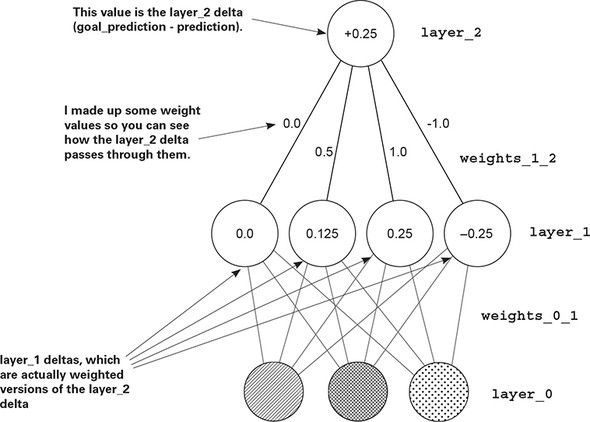 This value is the layer_2 delta
(goal_prediction - prediction).
+0.25
layer_2
I made up some weight
values so you can see
how the layer_2 delta
passes through them.
0.0
0.5
1.0
-1.0
weights_1_2
0.0
0.125
0.25
–0.25
layer_1
weights_0_1
layer_1 deltas, which
are actually weighted
versions of the layer_2
delta
layer_0